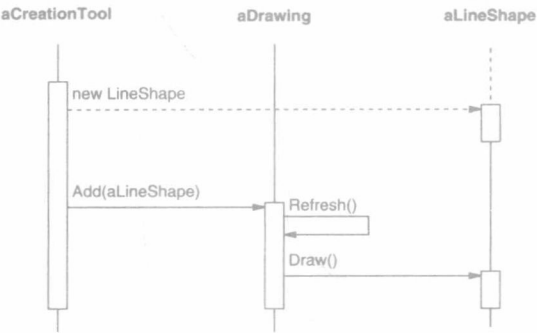 aCreationTool
aDrawing
aLineShape
new LineShape
Add(aLineShape)
Refresh()
Draw()